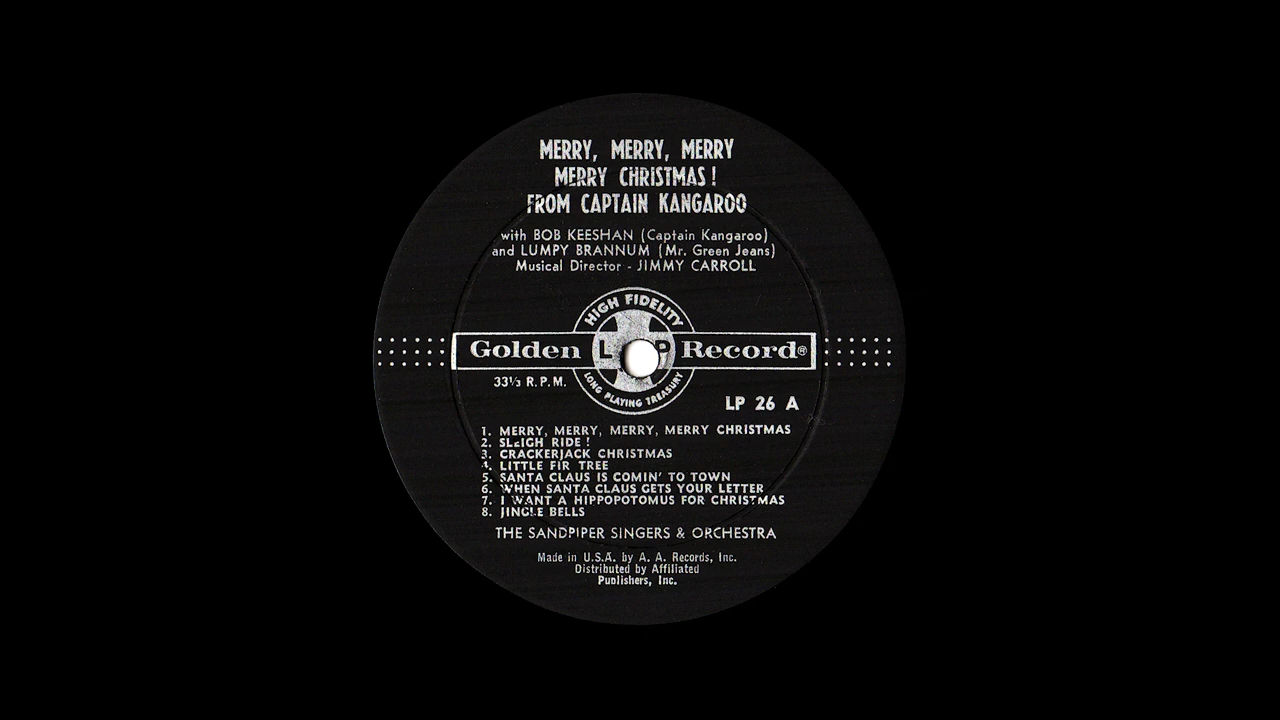 MERRY, MERRY, MERRY
MERRY CHRISTMAS!
FROM CAPTAIN KANGAROO
with BOB KEESHAN (Captain Kangaroo)
and LUMPY BRANNUM (Mr. Green Jeans)
Musical Director - JIMMY CARROLL
HIGH FIDELITY
Golden LP Record®
LONG PLAYING TREASURY
33⅓ R.P.M.
LP 26 A
1. MERRY, MERRY, MERRY, MERRY CHRISTMAS
2. SLEIGH RIDE!
3. CRACKERJACK CHRISTMAS
4. LITTLE FIR TREE
5. SANTA CLAUS IS COMIN' TO TOWN
6. WHEN SANTA CLAUS GETS YOUR LETTER
7. I WANT A HIPPOPOTOMUS FOR CHRISTMAS
8. JINGLE BELLS
THE SANDPIPER SINGERS & ORCHESTRA
Made in U.S.A. by A. A. Records, Inc.
Distributed by Affiliated
Publishers, Inc.